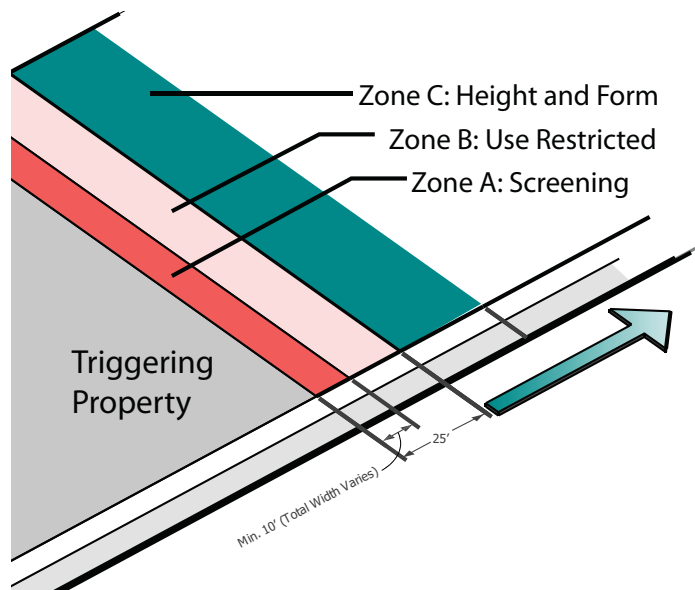 Zone C: Height and Form
Zone B: Use Restricted
Zone A: Screening
Triggering
Property
25′
Min. 10′ (Total Width Varies)